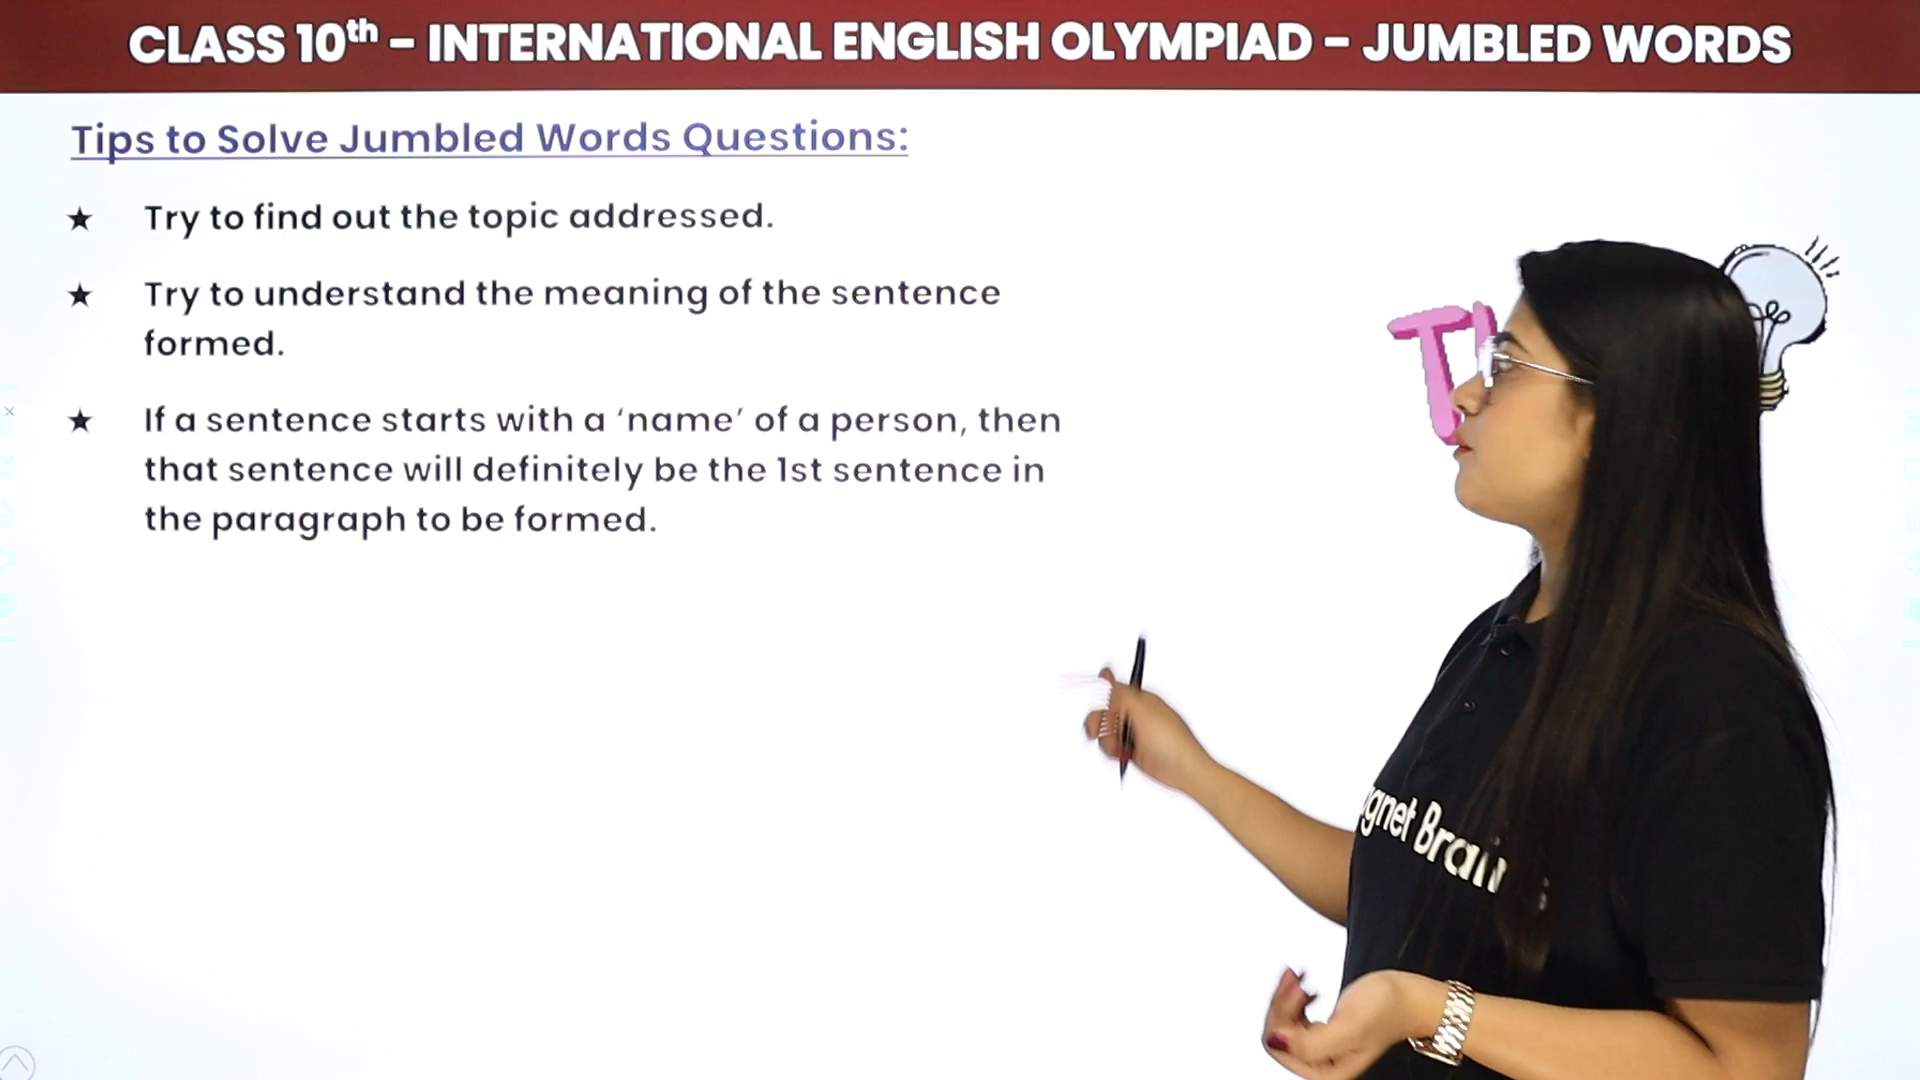 CLASS 10th - INTERNATIONAL ENGLISH OLYMPIAD - JUMBLED WORDS
Tips to Solve Jumbled Words Questions:
★ Try to find out the topic addressed.
★ Try to understand the meaning of the sentence
formed.
★ If a sentence starts with a ‘name’ of a person, then
that sentence will definitely be the 1st sentence in
the paragraph to be formed.